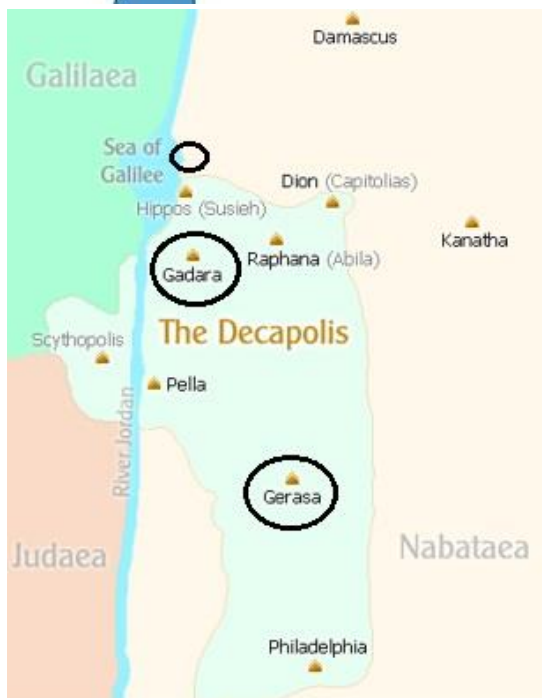 Damascus
Galilaea
Sea of
Galilee
Dion (Capitolias)
Hippos (Susieh)
Kanatha
Raphana (Abila)
Gadara
The Decapolis
Scythopolis
Pella
River Jordan
Gerasa
Judaea
Nabataea
Philadelphia